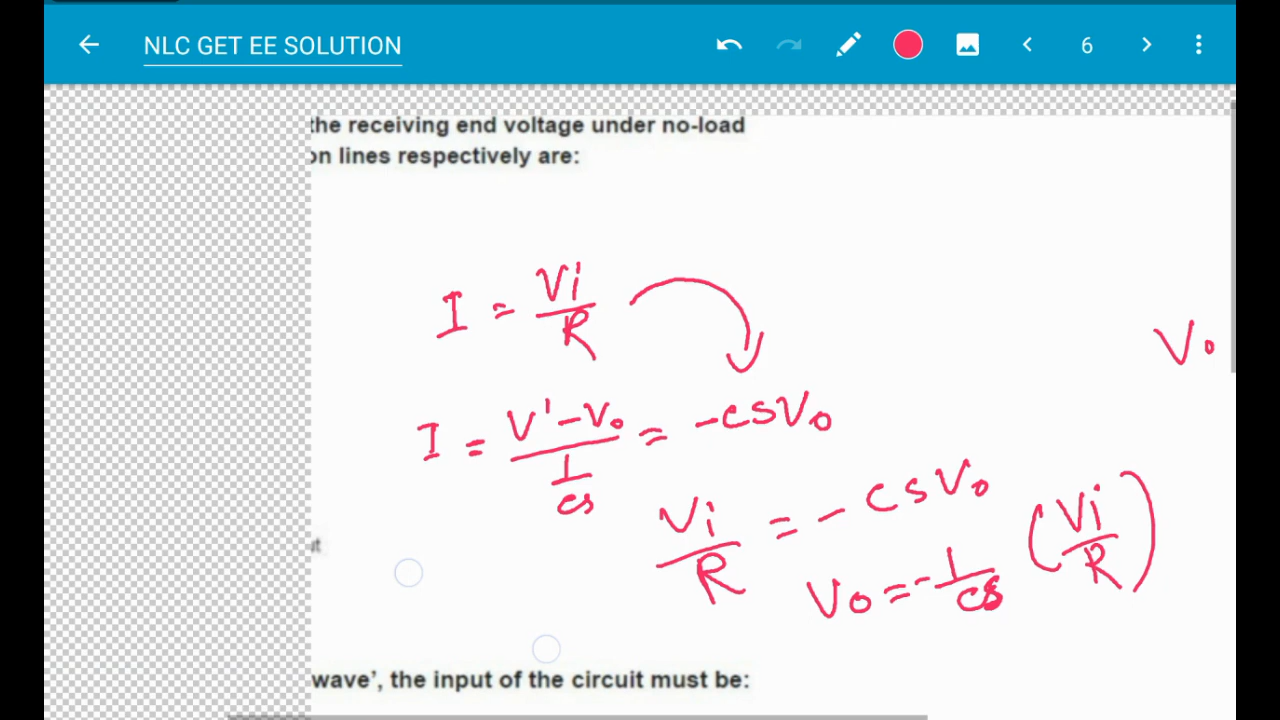 NLC GET EE SOLUTION
6
the receiving end voltage under no-load
on lines respectively are:
I = Vi/R
Vo
I = (V' - Vo)/(1/cs) = -csVo
Vi/R = -csVo
Vo = -1/cs (Vi/R)
wave', the input of the circuit must be: